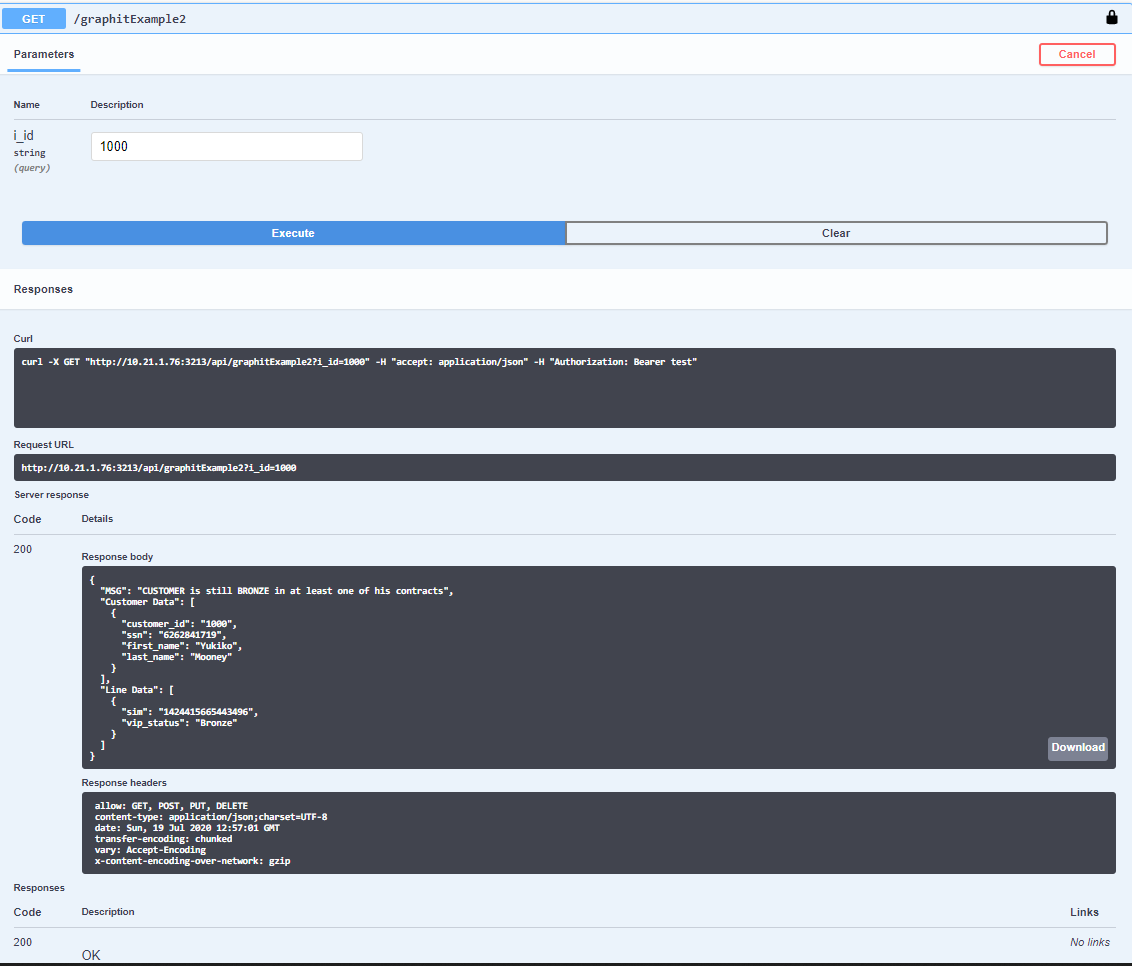 GET /graphitExample2
Parameters
Cancel
Name Description
i_id
string
(query)
1000
Execute Clear
Responses
Curl
curl -X GET "http://10.21.1.76:3213/api/graphitExample2?i_id=1000" -H "accept: application/json" -H "Authorization: Bearer test"
Request URL
http://10.21.1.76:3213/api/graphitExample2?i_id=1000
Server response
Code Details
200
Response body
{
  "MSG": "CUSTOMER is still BRONZE in at least one of his contracts",
  "Customer Data": [
    {
      "customer_id": "1000",
      "ssn": "6262841719",
      "first_name": "Yukiko",
      "last_name": "Mooney"
    }
  ],
  "Line Data": [
    {
      "sim": "1424415665443496",
      "vip_status": "Bronze"
    }
  ]
}
Download
Response headers
allow: GET, POST, PUT, DELETE
content-type: application/json;charset=UTF-8
date: Sun, 19 Jul 2020 12:57:01 GMT
transfer-encoding: chunked
vary: Accept-Encoding
x-content-encoding-over-network: gzip
Responses
Code Description Links
200 No links
OK